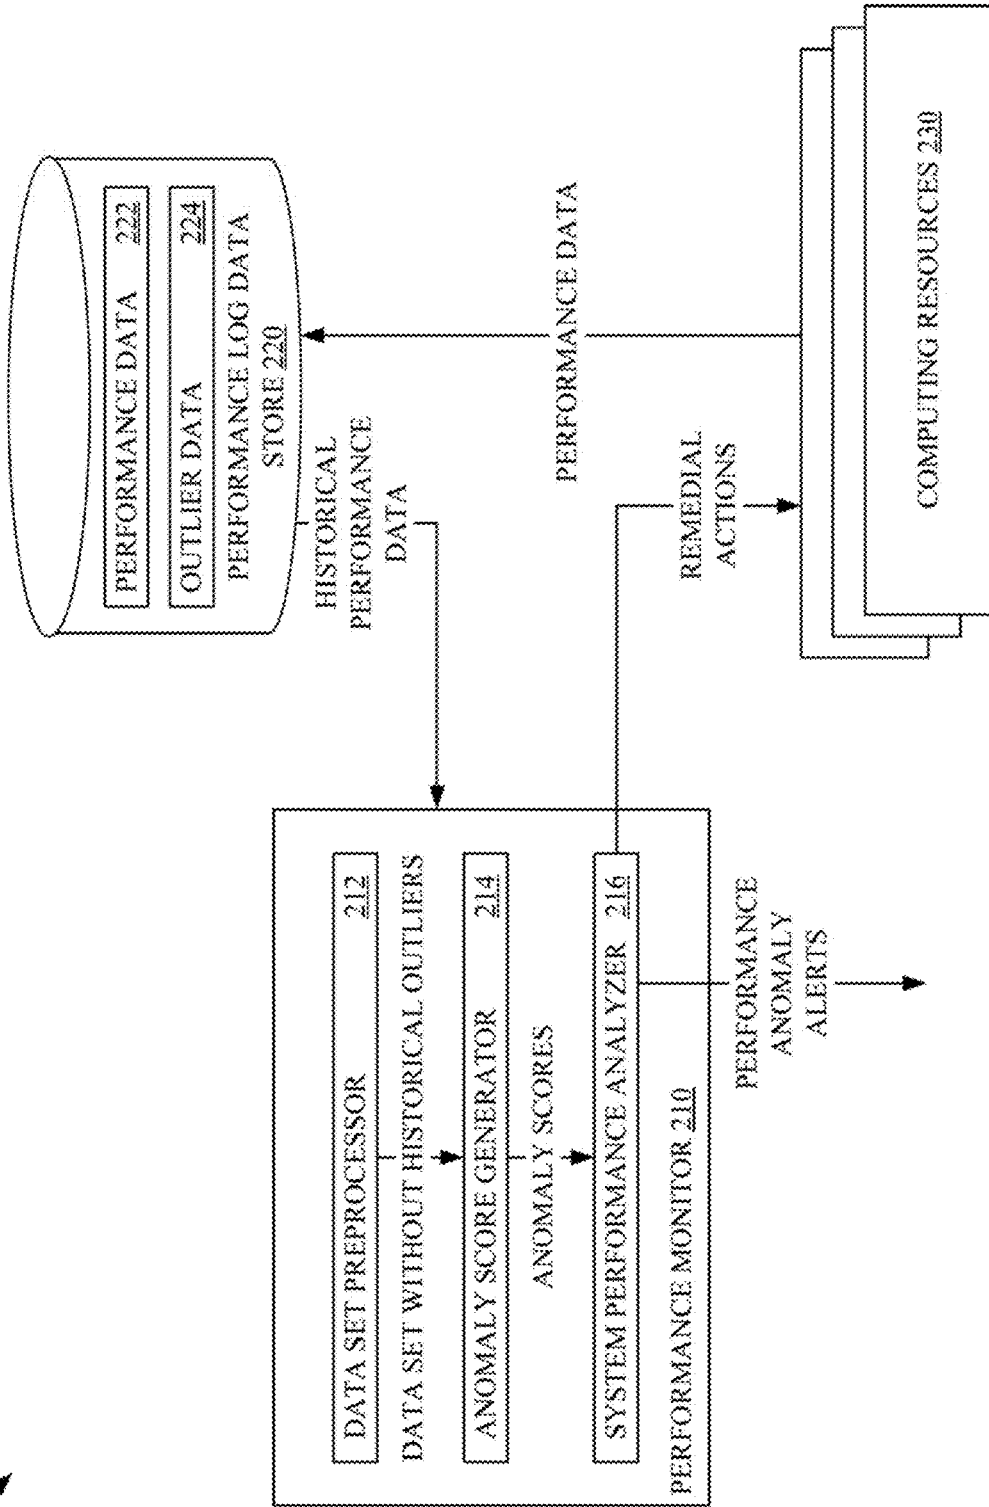 DATA SET PREPROCESSOR 212
DATA SET WITHOUT HISTORICAL OUTLIERS
ANOMALY SCORE GENERATOR 214
ANOMALY SCORES
SYSTEM PERFORMANCE ANALYZER 216
PERFORMANCE MONITOR 210
PERFORMANCE
ANOMALY
ALERTS
PERFORMANCE DATA 222
OUTLIER DATA 224
PERFORMANCE LOG DATA
STORE 220
HISTORICAL
PERFORMANCE
DATA
REMEDIAL
ACTIONS
PERFORMANCE DATA
COMPUTING RESOURCES 230